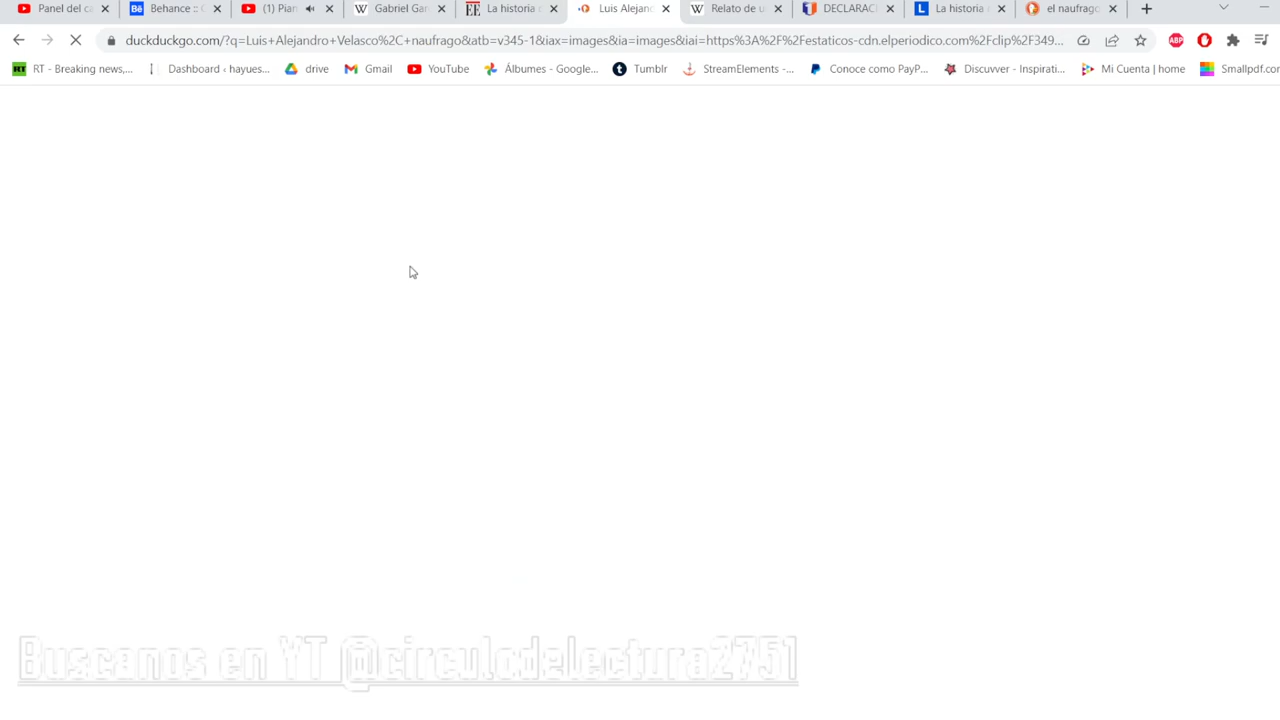 Panel del ca
Behance :: 
(1) Pian
Gabriel Gar
La historia
Luis Alejand
Relato de u
DECLARACI
La historia
el naufrago
duckduckgo.com/?q=Luis+Alejandro+Velasco%2C+naufrago&atb=v345-1&iax=images&ia=images&iai=https%3A%2F%2Festaticos-cdn.elperiodico.com%2Fclip%2F349...
RT - Breaking news,...
Dashboard ‹ hayues...
drive
Gmail
YouTube
Álbumes - Google...
Tumblr
StreamElements -...
Conoce como PayP...
Discuvver - Inspirati...
Mi Cuenta | home
Smallpdf.com
Buscanos en YT @circulodelectura2751